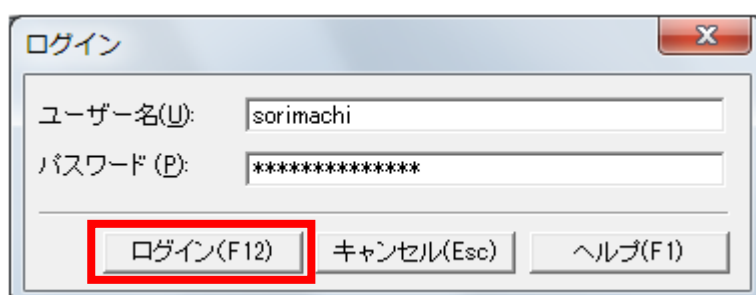 ログイン
ユーザー名(U): sorimachi
パスワード(P): **************
ログイン(F12) キャンセル(Esc) ヘルプ(F1)